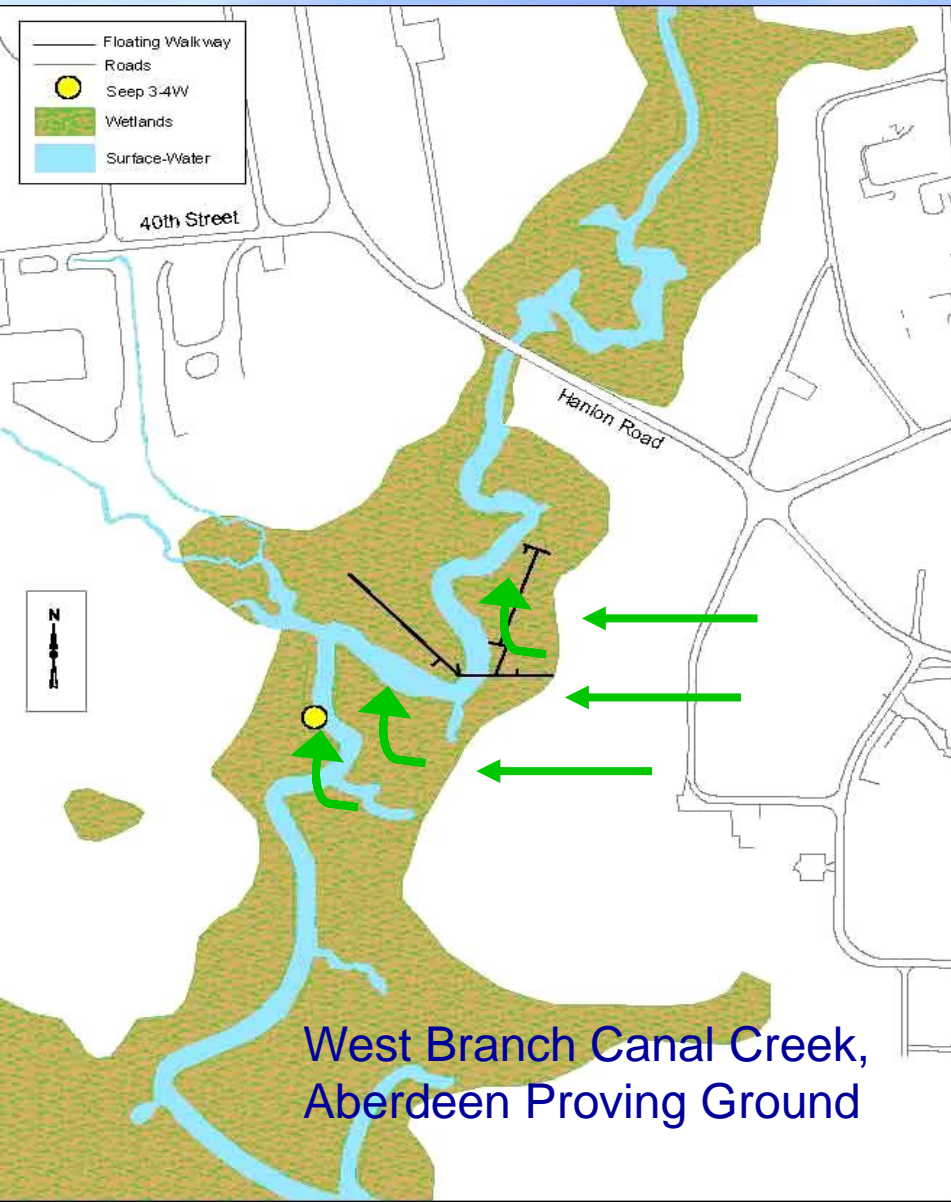 Floating Walkway
Roads
Seep 3-4W
Wetlands
Surface-Water
40th Street
Hanlon Road
N
West Branch Canal Creek,
Aberdeen Proving Ground